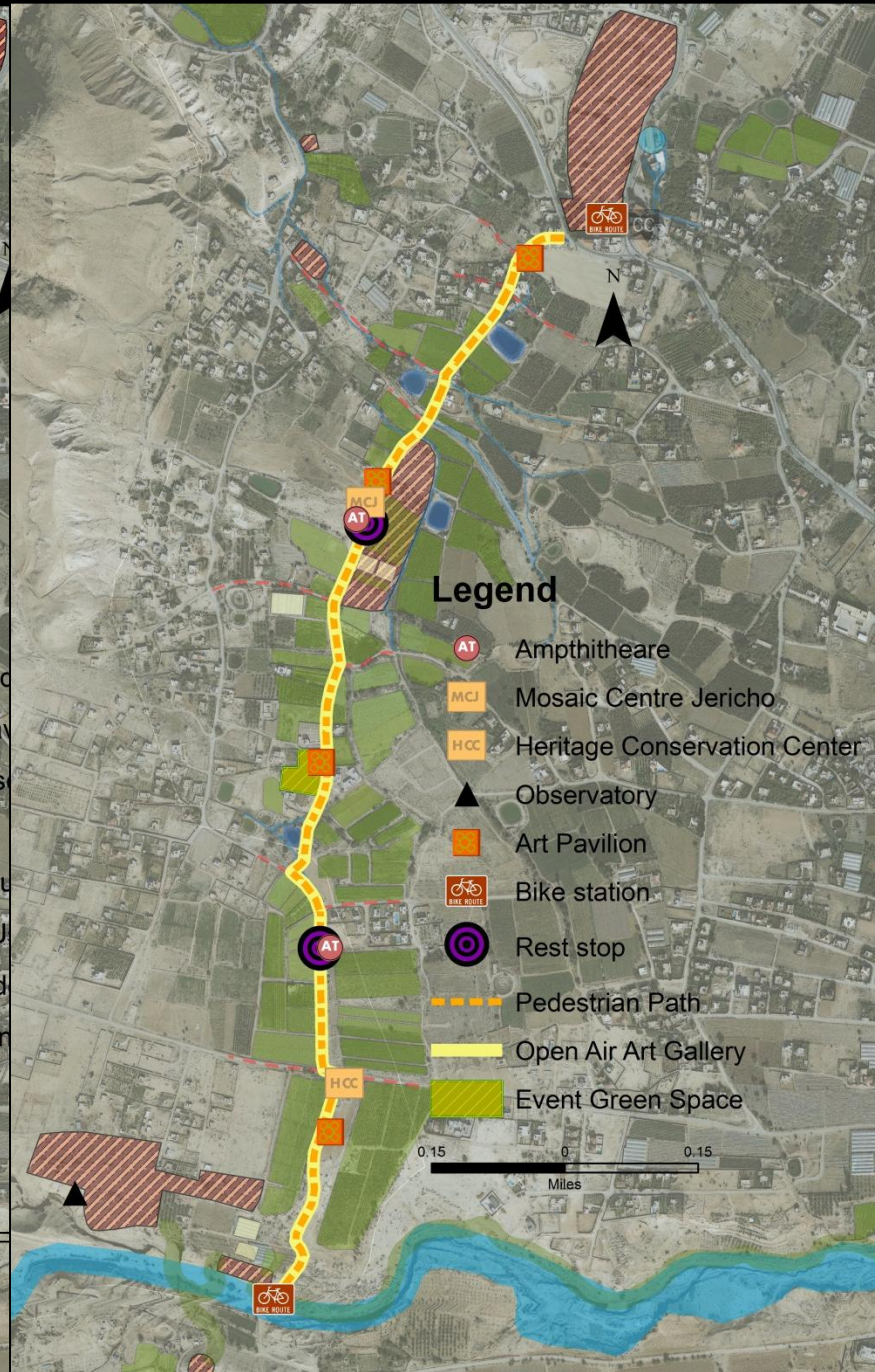 BIKE ROUTE
CC
N
MCJ
AT
Legend
AT Ampthitheare
MCJ Mosaic Centre Jericho
HCC Heritage Conservation Center
Observatory
Art Pavilion
BIKE ROUTE Bike station
Rest stop
Pedestrian Path
Open Air Art Gallery
Event Green Space
AT
HCC
0.15 0 0.15
Miles
BIKE ROUTE